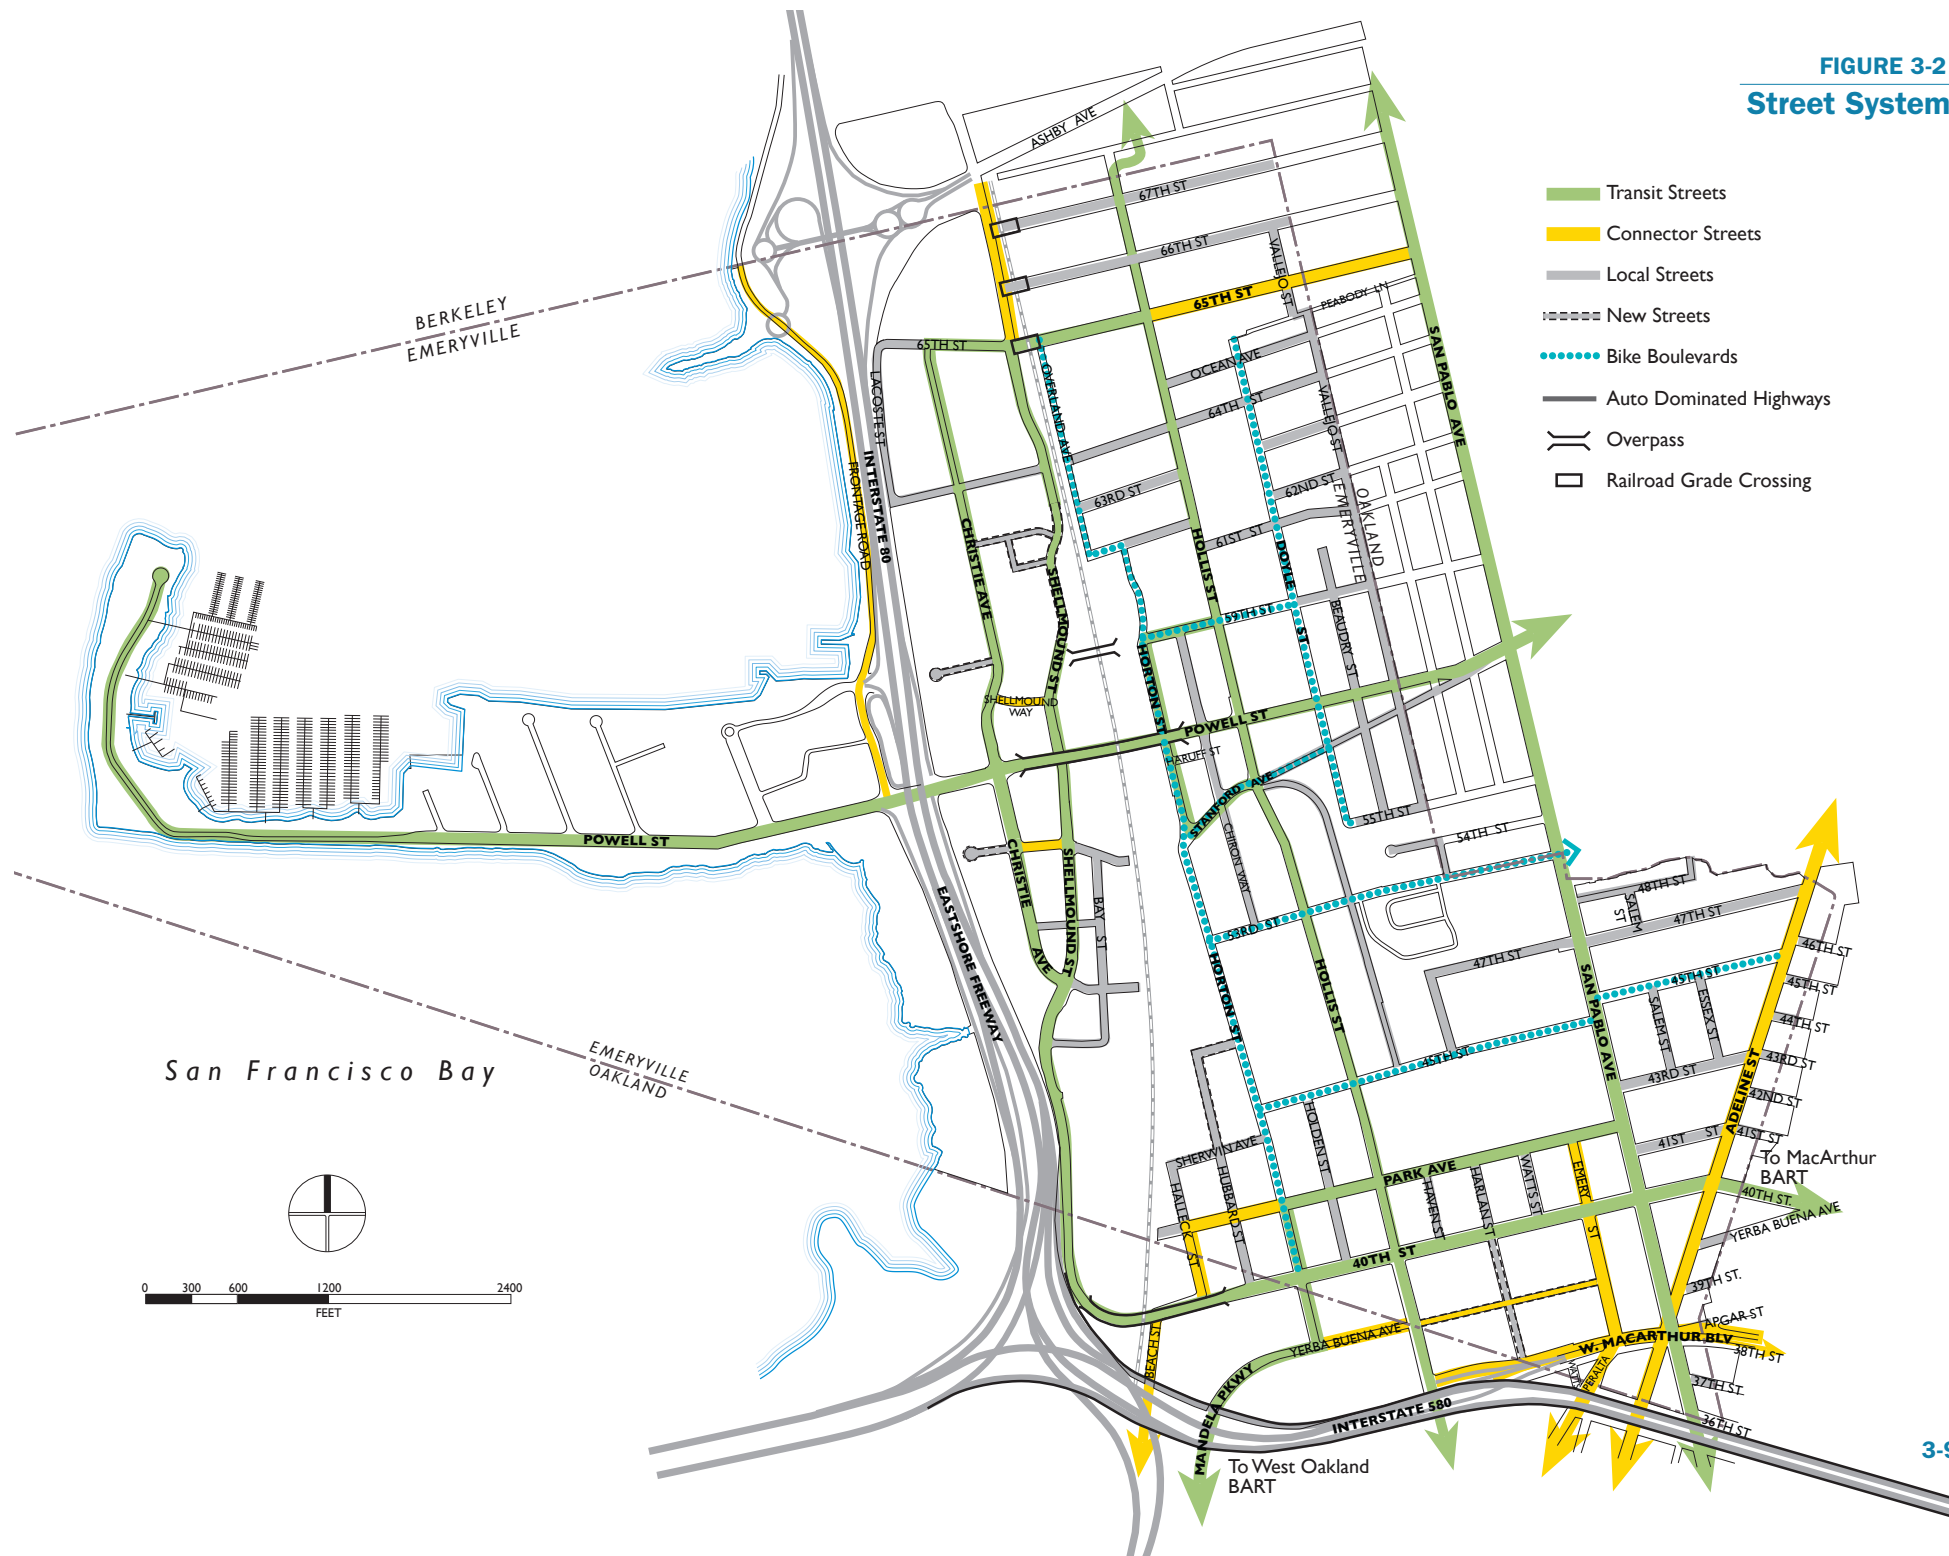 FIGURE 3-2
Street System
Transit Streets
Connector Streets
Local Streets
New Streets
Bike Boulevards
Auto Dominated Highways
Overpass
Railroad Grade Crossing
ASHBY AVE
67TH ST
66TH ST
VALLEJO ST
65TH ST
PEABODY LN
BERKELEY
EMERYVILLE
65TH ST
OVERLAND AVE
OCEAN AVE
SAN PABLO AVE
LACOSTE ST
64TH ST
VALLEJO ST
INTERSTATE 80
FRONTAGE ROAD
63RD ST
62ND ST
OAKLAND
EMERYVILLE
CHRISTIE AVE
61ST ST
HOLLIS ST
DOYLE ST
SHELLMOUND ST
59TH ST
BEAUDRY ST
HORTON ST
SHELLMOUND
WAY
POWELL ST
HARUFF ST
STANFORD AVE
POWELL ST
CHIRON WAY
55TH ST
54TH ST
CHRISTIE AVE
SHELLMOUND ST
EASTSHORE FREEWAY
BAY ST
48TH ST
SALEM ST
47TH ST
53RD ST
47TH ST
46TH ST
45TH ST
45TH ST
HORTON ST
HOLLIS ST
SAN PABLO AVE
SALEM ST
ESSEX ST
44TH ST
45TH ST
43RD ST
43RD ST
42ND ST
ADELINE ST
San Francisco Bay
EMERYVILLE
OAKLAND
HOLDEN ST
41ST ST
41ST ST
To MacArthur
BART
SHERWIN AVE
PARK AVE
HALLECK ST
HUBBARD ST
HAVEN ST
HARLAN ST
WATTS ST
EMERY ST
40TH ST
40TH ST
YERBA BUENA AVE
39TH ST.
APGAR ST
YERBA BUENA AVE
W. MACARTHUR BLV
38TH ST
PERALTA
37TH ST
BEACH ST
MANDELA PKWY
INTERSTATE 580
36TH ST
To West Oakland
BART
0 300 600 1200 2400
FEET